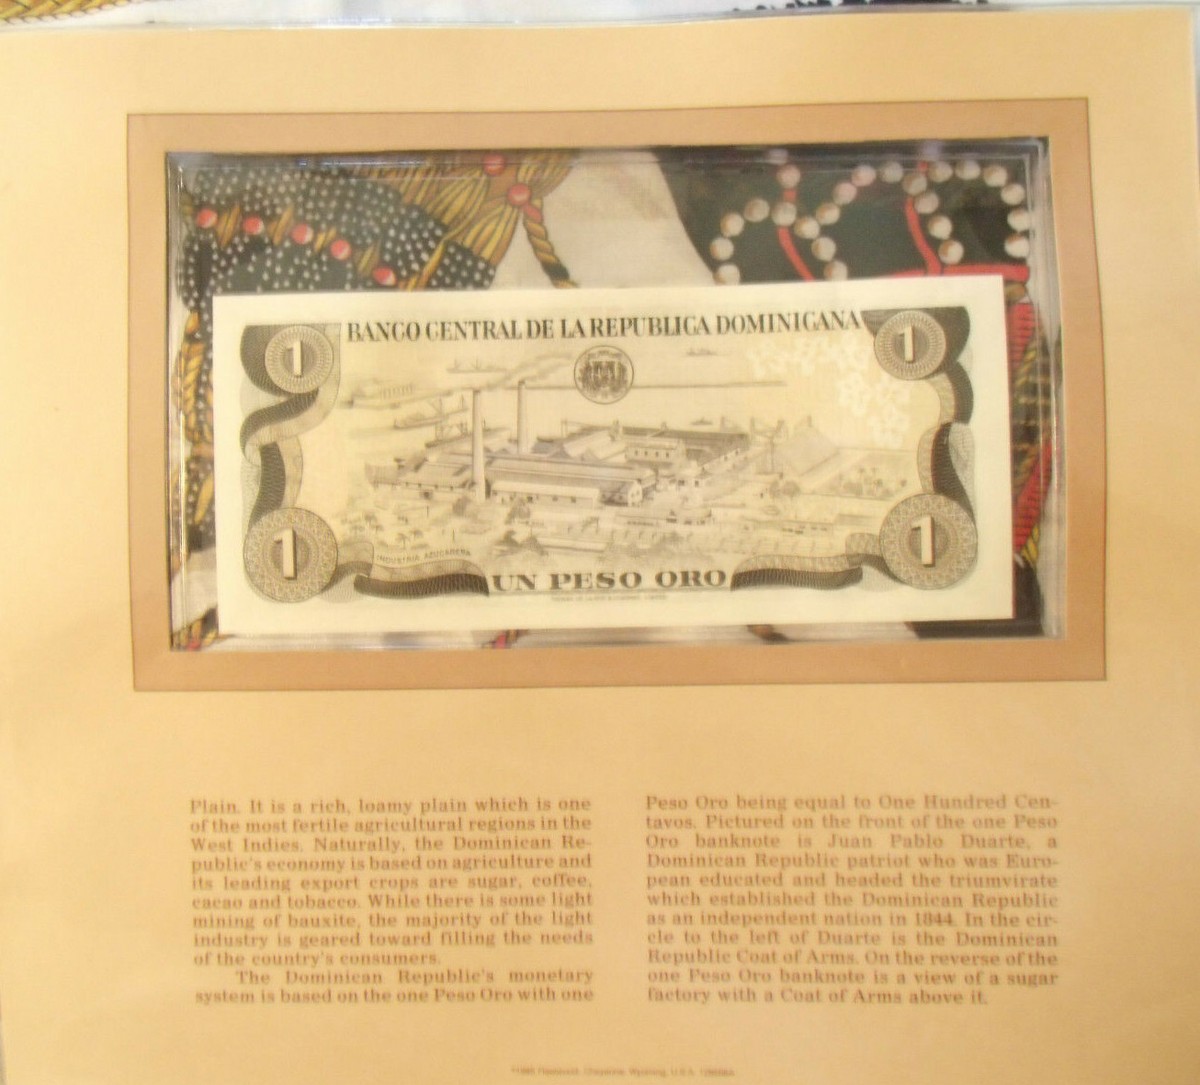 1
BANCO CENTRAL DE LA REPUBLICA DOMINICANA
1
INDUSTRIA AZUCARERA
1
UN PESO ORO
1
Plain. It is a rich, loamy plain which is one
of the most fertile agricultural regions in the
West Indies. Naturally, the Dominican Re-
public's economy is based on agriculture and
its leading export crops are sugar, coffee,
cacao and tobacco. While there is some light
mining of bauxite, the majority of the light
industry is geared toward filling the needs
of the country's consumers.
The Dominican Republic's monetary
system is based on the one Peso Oro with one
Peso Oro being equal to One Hundred Cen-
tavos. Pictured on the front of the one Peso
Oro banknote is Juan Pablo Duarte, a
Dominican Republic patriot who was Euro-
pean educated and headed the triumvirate
which established the Dominican Republic
as an independent nation in 1844. In the cir-
cle to the left of Duarte is the Dominican
Republic Coat of Arms. On the reverse of the
one Peso Oro banknote is a view of a sugar
factory with a Coat of Arms above it.
Cheyenne, Wyoming, U.S.A.